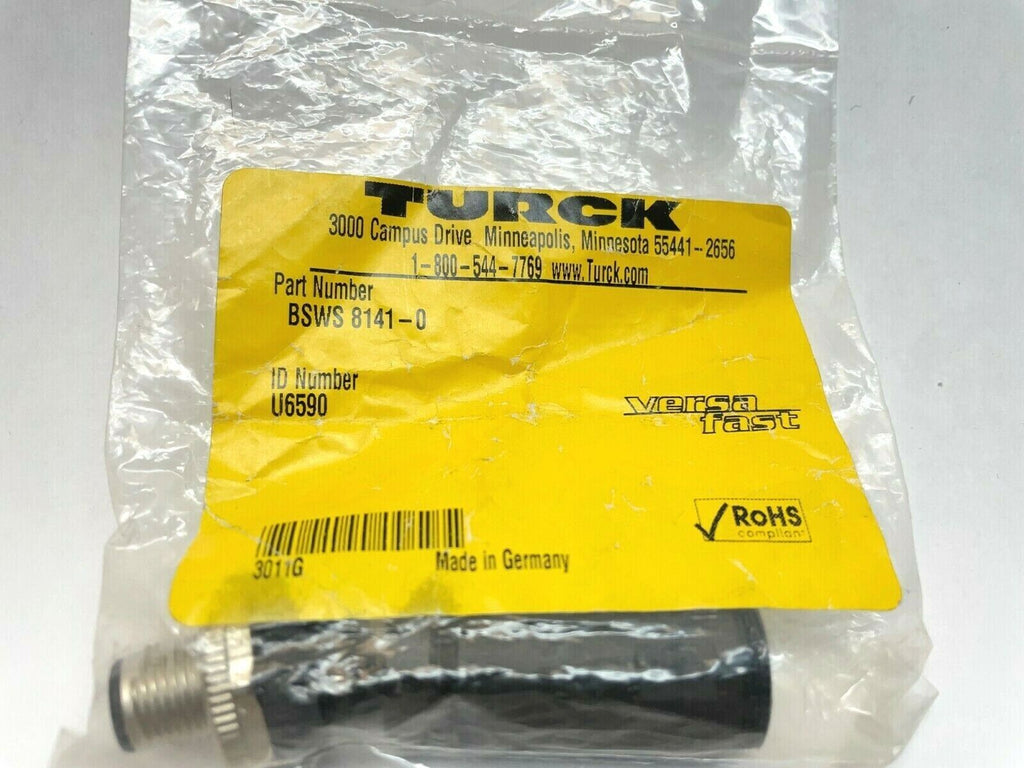 TURCK
3000 Campus Drive Minneapolis, Minnesota 55441-2656
1-800-544-7769 www.Turck.com
Part Number
BSWS 8141-0
ID Number
U6590
versa
fast
RoHS
compliant
3011G
Made in Germany